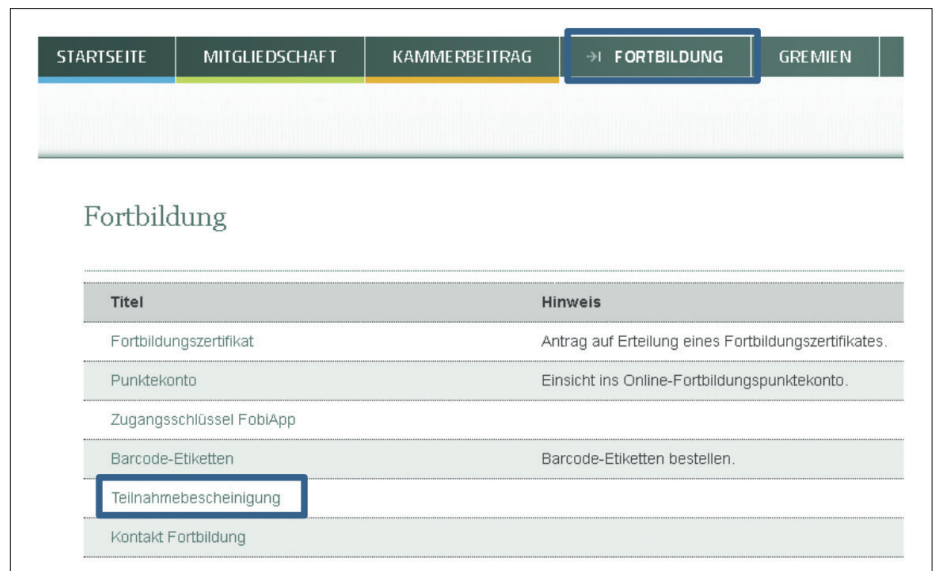 STARTSEITE MITGLIEDSCHAFT KAMMERBEITRAG FORTBILDUNG GREMIEN
Fortbildung
Titel Hinweis
Fortbildungszertifikat Antrag auf Erteilung eines Fortbildungszertifikates.
Punktekonto Einsicht ins Online-Fortbildungspunktekonto.
Zugangsschlüssel FobiApp
Barcode-Etiketten Barcode-Etiketten bestellen.
Teilnahmebescheinigung
Kontakt Fortbildung